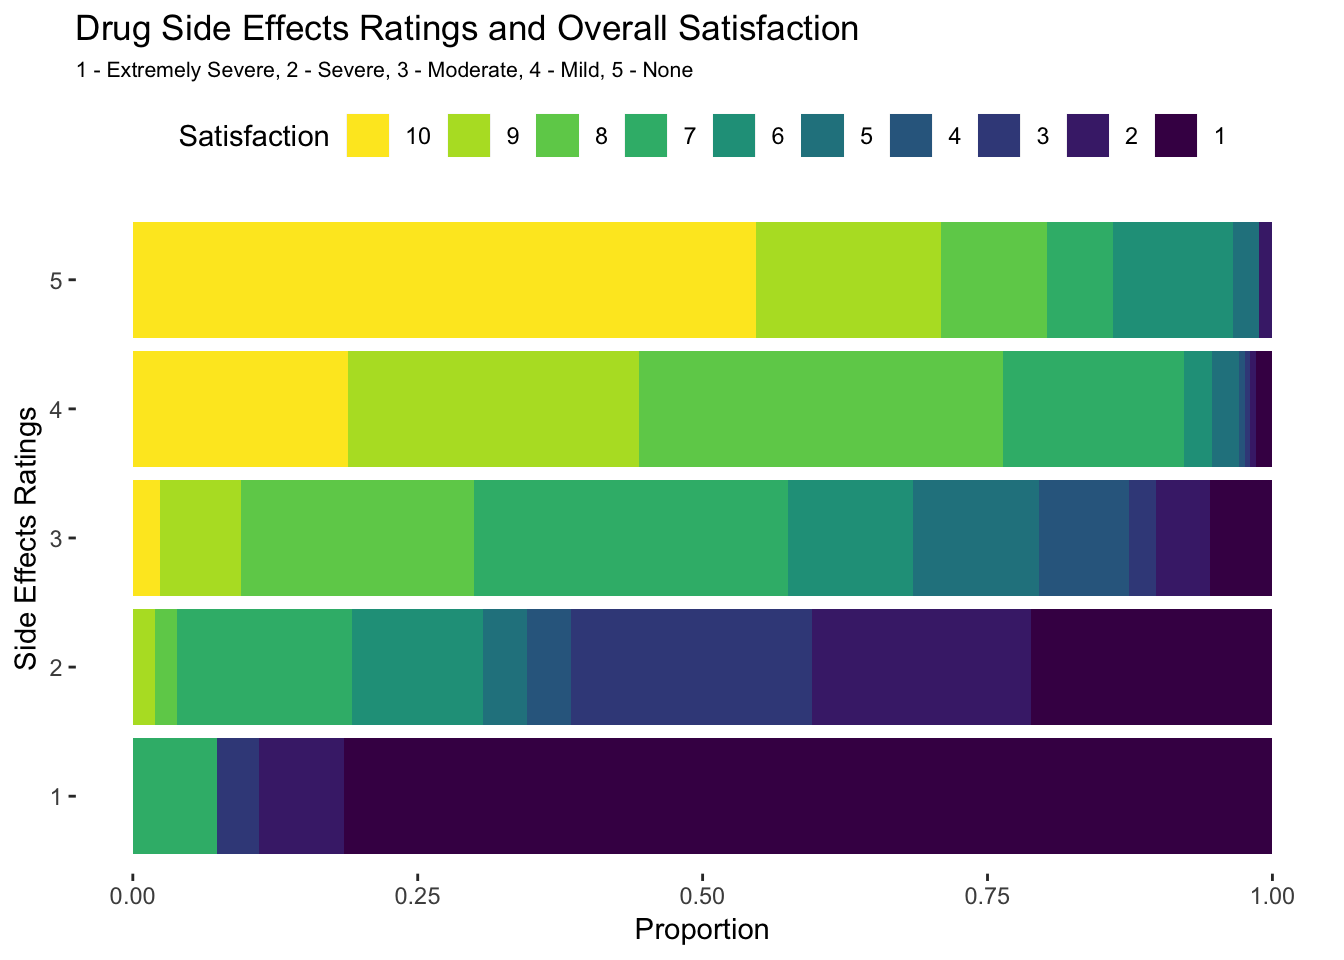 Drug Side Effects Ratings and Overall Satisfaction
1 - Extremely Severe, 2 - Severe, 3 - Moderate, 4 - Mild, 5 - None
Satisfaction 10 9 8 7 6 5 4 3 2 1
Side Effects Ratings
5
4
3
2
1
0.00 0.25 0.50 0.75 1.00
Proportion